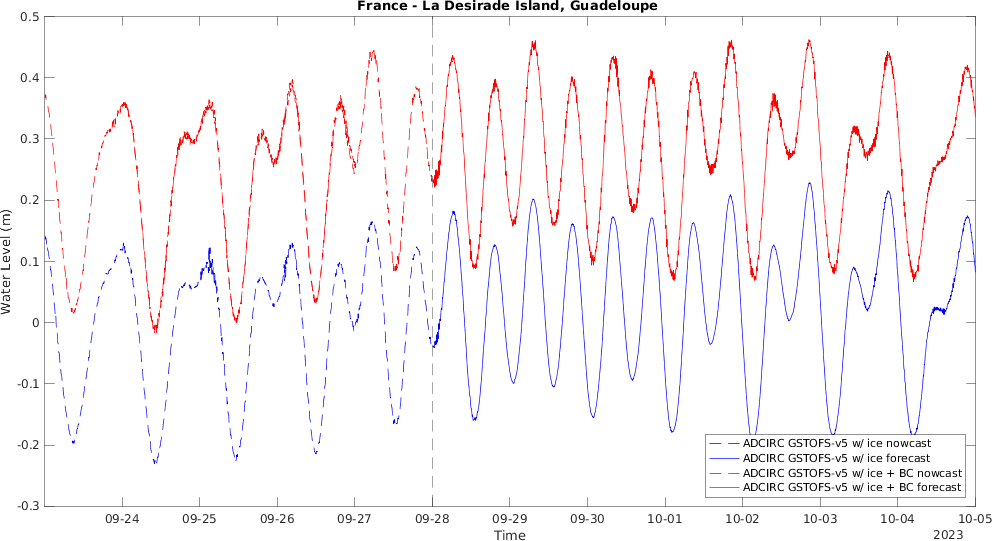 France - La Desirade Island, Guadeloupe
Water Level (m)
0.5
0.4
0.3
0.2
0.1
0
-0.1
-0.2
-0.3
ADCIRC GSTOFS-v5 w/ ice nowcast
ADCIRC GSTOFS-v5 w/ ice forecast
ADCIRC GSTOFS-v5 w/ ice + BC nowcast
ADCIRC GSTOFS-v5 w/ ice + BC forecast
09-24 09-25 09-26 09-27 09-28 09-29 09-30 10-01 10-02 10-03 10-04 10-05
Time
2023